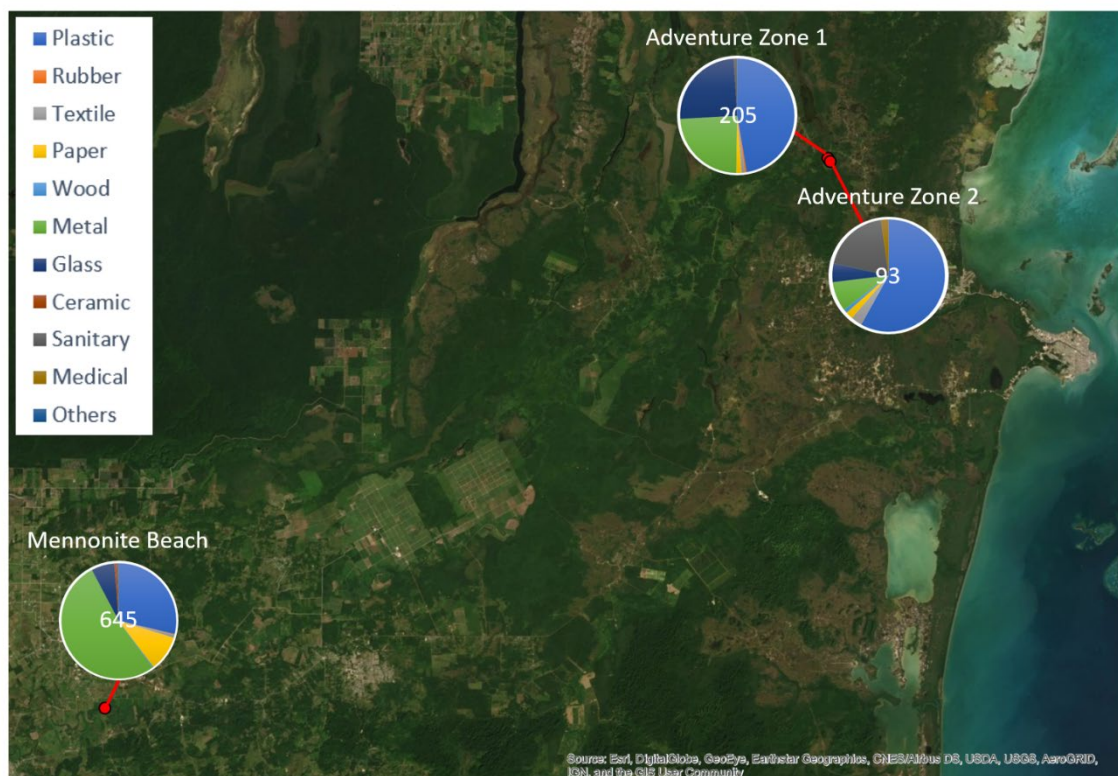 Plastic
Rubber
Textile
Paper
Wood
Metal
Glass
Ceramic
Sanitary
Medical
Others
Adventure Zone 1
205
Adventure Zone 2
93
Mennonite Beach
645
Source: Esri, DigitalGlobe, GeoEye, Earthstar Geographics, CNES/Airbus DS, USDA, USGS, AeroGRID,
IGN, and the GIS User Community